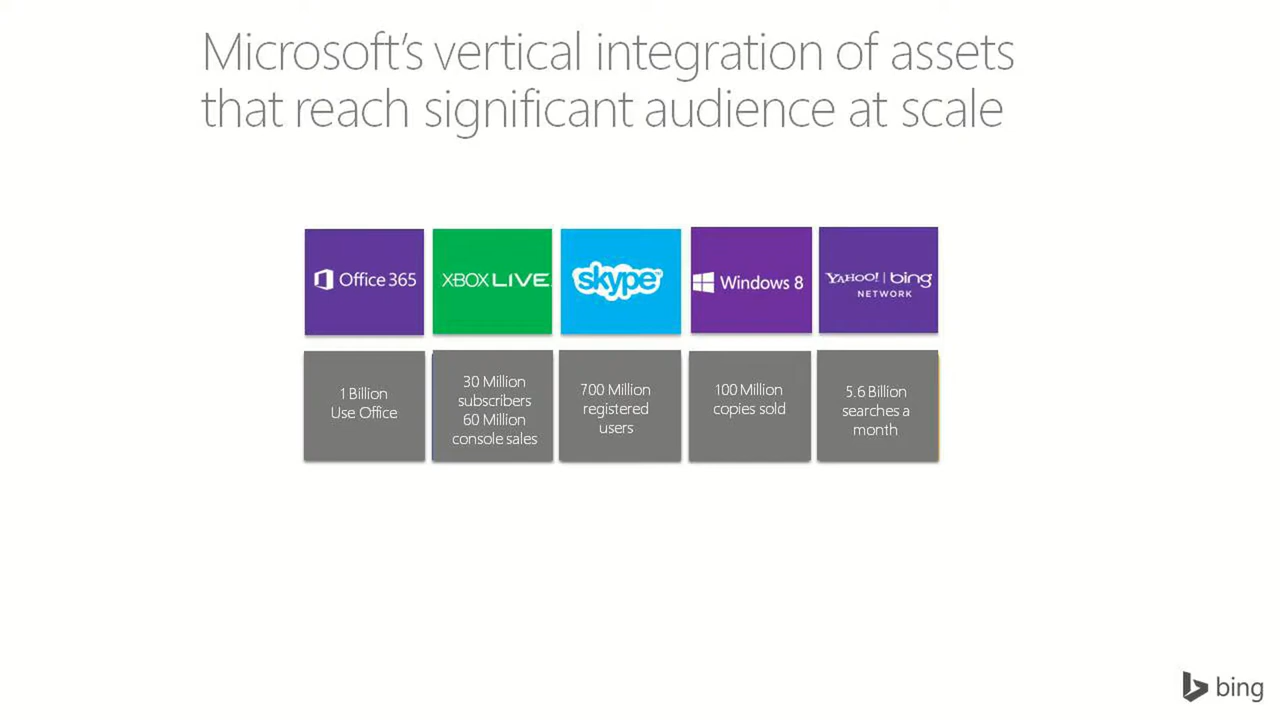 Microsoft's vertical integration of assets
that reach significant audience at scale
Office 365
XBOX LIVE
skype
Windows 8
YAHOO! | bing
NETWORK
1 Billion
Use Office
30 Million
subscribers
60 Million
console sales
700 Million
registered
users
100 Million
copies sold
5.6 Billion
searches a
month
bing